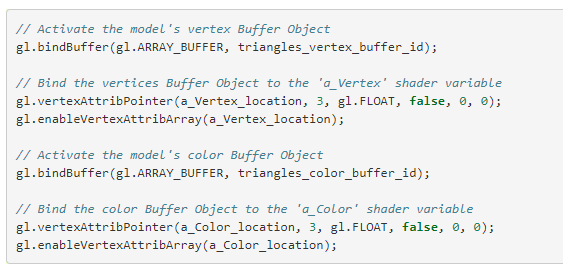 // Activate the model's vertex Buffer Object
gl.bindBuffer(gl.ARRAY_BUFFER, triangles_vertex_buffer_id);
// Bind the vertices Buffer Object to the 'a_Vertex' shader variable
gl.vertexAttribPointer(a_Vertex_location, 3, gl.FLOAT, false, 0, 0);
gl.enableVertexAttribArray(a_Vertex_location);
// Activate the model's color Buffer Object
gl.bindBuffer(gl.ARRAY_BUFFER, triangles_color_buffer_id);
// Bind the color Buffer Object to the 'a_Color' shader variable
gl.vertexAttribPointer(a_Color_location, 3, gl.FLOAT, false, 0, 0);
gl.enableVertexAttribArray(a_Color_location);